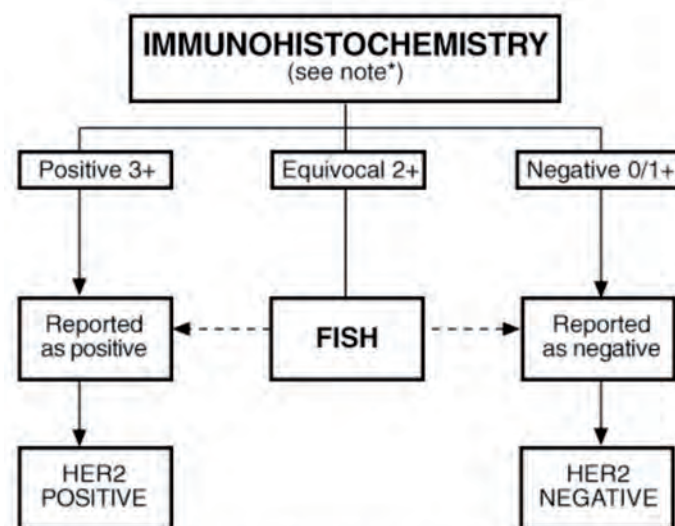 IMMUNOHISTOCHEMISTRY
(see note*)
Positive 3+
Equivocal 2+
Negative 0/1+
Reported
as positive
FISH
Reported
as negative
HER2
POSITIVE
HER2
NEGATIVE